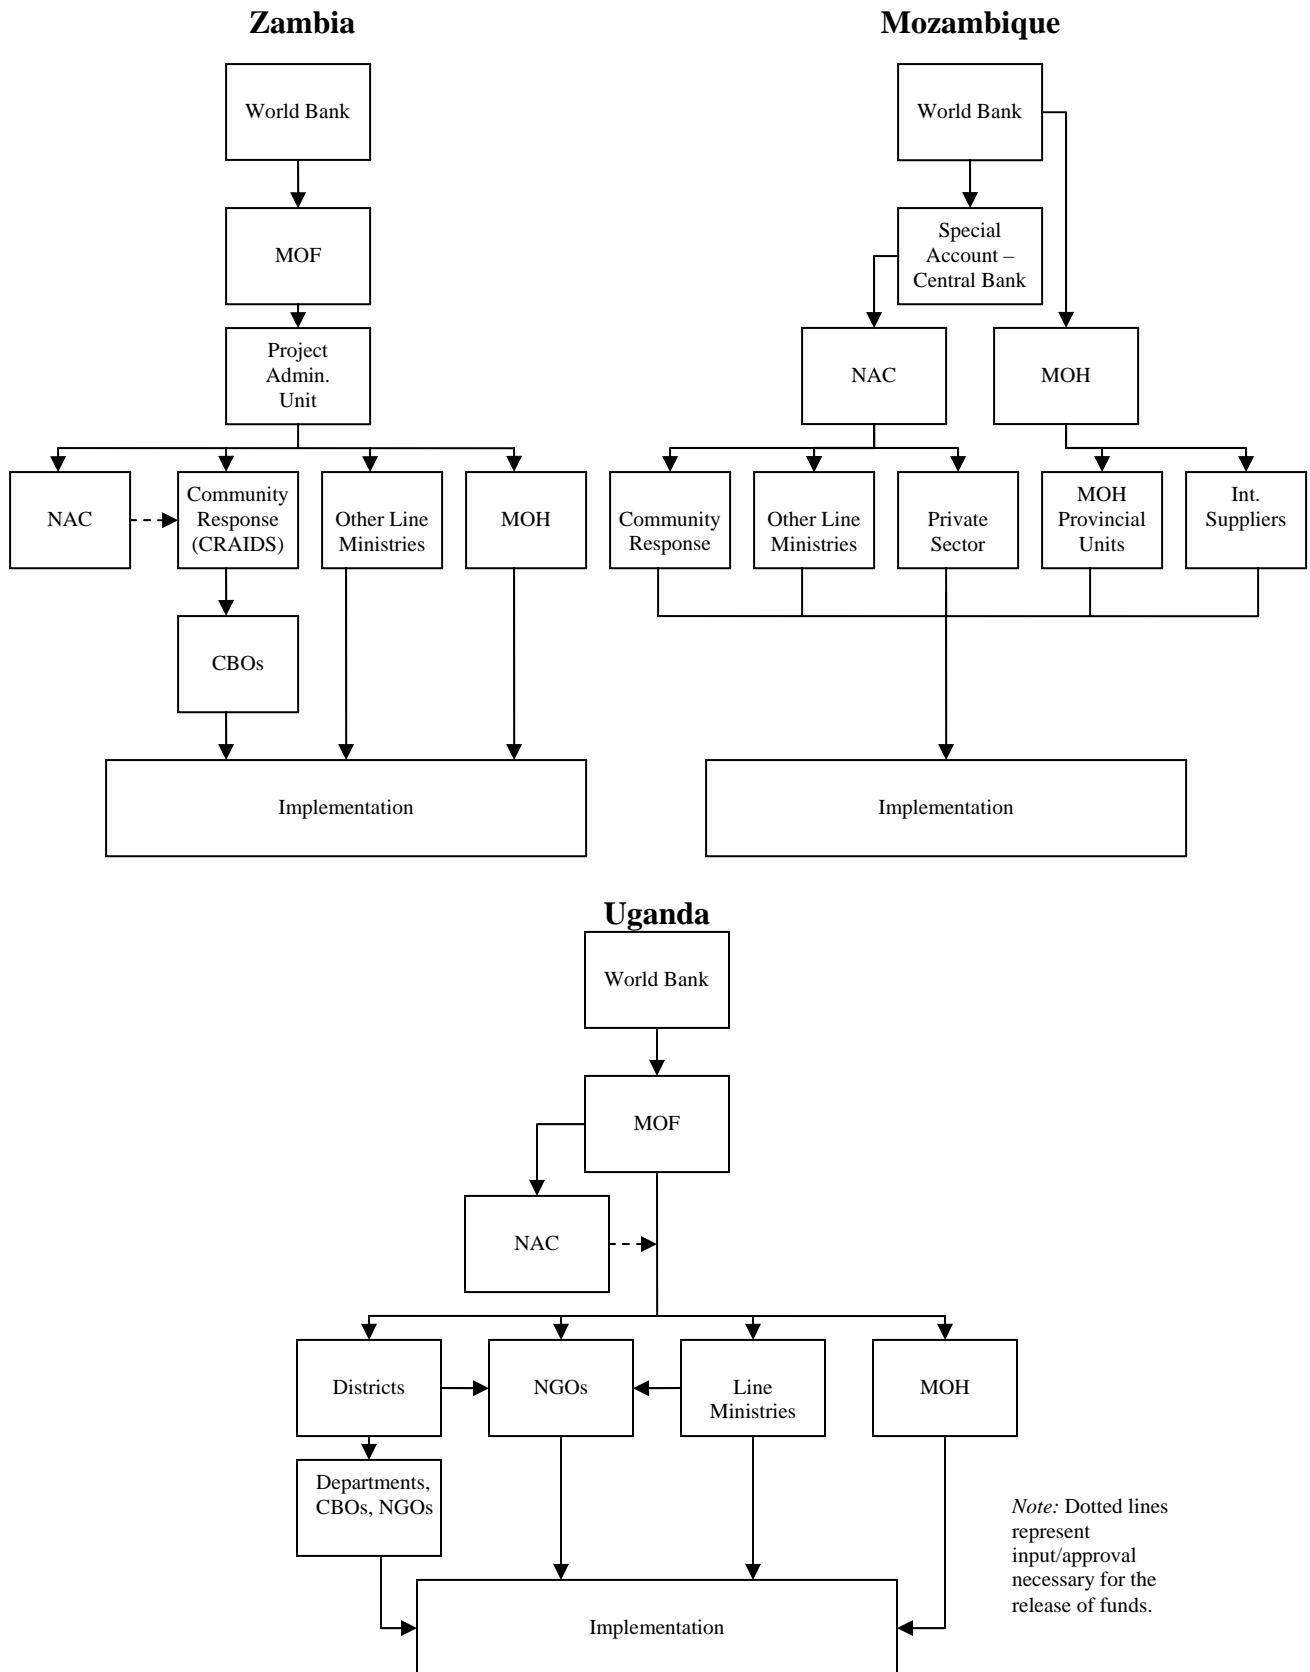 Zambia
World Bank
MOF
Project
Admin.
Unit
NAC
Community
Response
(CRAIDS)
Other Line
Ministries
MOH
CBOs
Implementation
Mozambique
World Bank
Special
Account –
Central Bank
NAC
MOH
Community
Response
Other Line
Ministries
Private
Sector
MOH
Provincial
Units
Int.
Suppliers
Implementation
Uganda
World Bank
MOF
NAC
Districts
NGOs
Line
Ministries
MOH
Departments,
CBOs, NGOs
Implementation
Note: Dotted lines
represent
input/approval
necessary for the
release of funds.